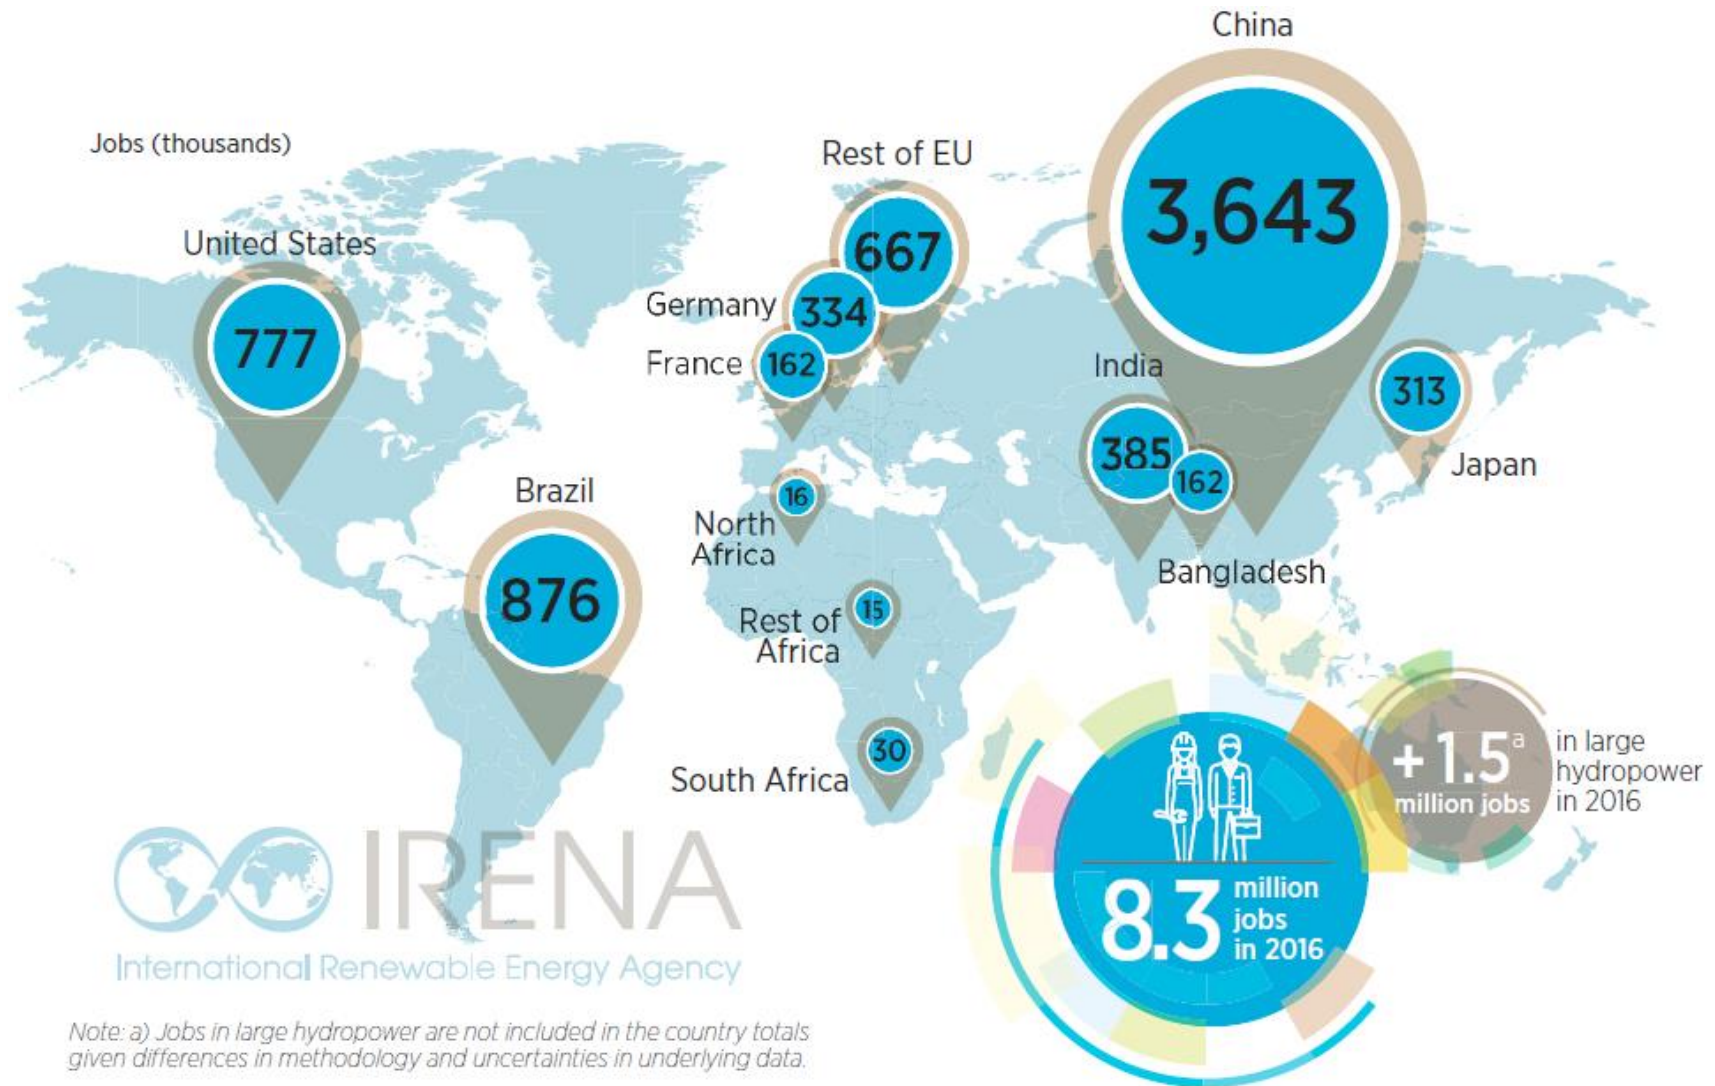 China
3,643
Jobs (thousands)
Rest of EU
667
United States
777
Germany
334
France
162
India
385
162
Bangladesh
313
Japan
Brazil
876
16
North
Africa
15
Rest of
Africa
30
South Africa
+1.5 a
million jobs
in large
hydropower
in 2016
8.3
million
jobs
in 2016
IRENA
International Renewable Energy Agency
Note: a) Jobs in large hydropower are not included in the country totals
given differences in methodology and uncertainties in underlying data.